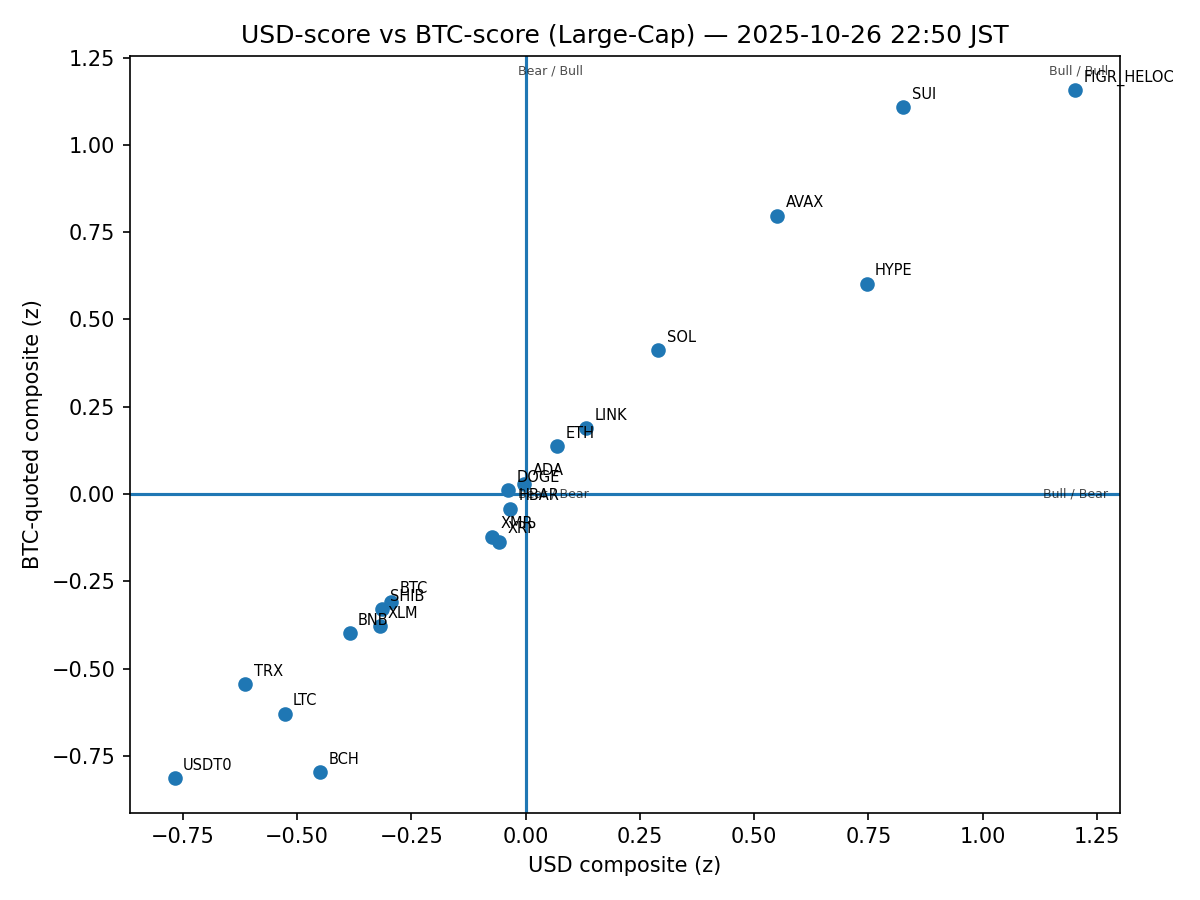 USD-score vs BTC-score (Large-Cap) — 2025-10-26 22:50 JST
1.25
1.00
0.75
0.50
0.25
0.00
−0.25
−0.50
−0.75
BTC-quoted composite (z)
Bear / Bull
Bull / Bull
FIGR_HELOC
SUI
AVAX
HYPE
SOL
LINK
ETH
ADA
DOGE
HBAR
Bear
Bull / Bear
XMR
XRP
BTC
SHIB
XLM
BNB
TRX
LTC
BCH
USDT0
−0.75
−0.50
−0.25
0.00
0.25
0.50
0.75
1.00
1.25
USD composite (z)